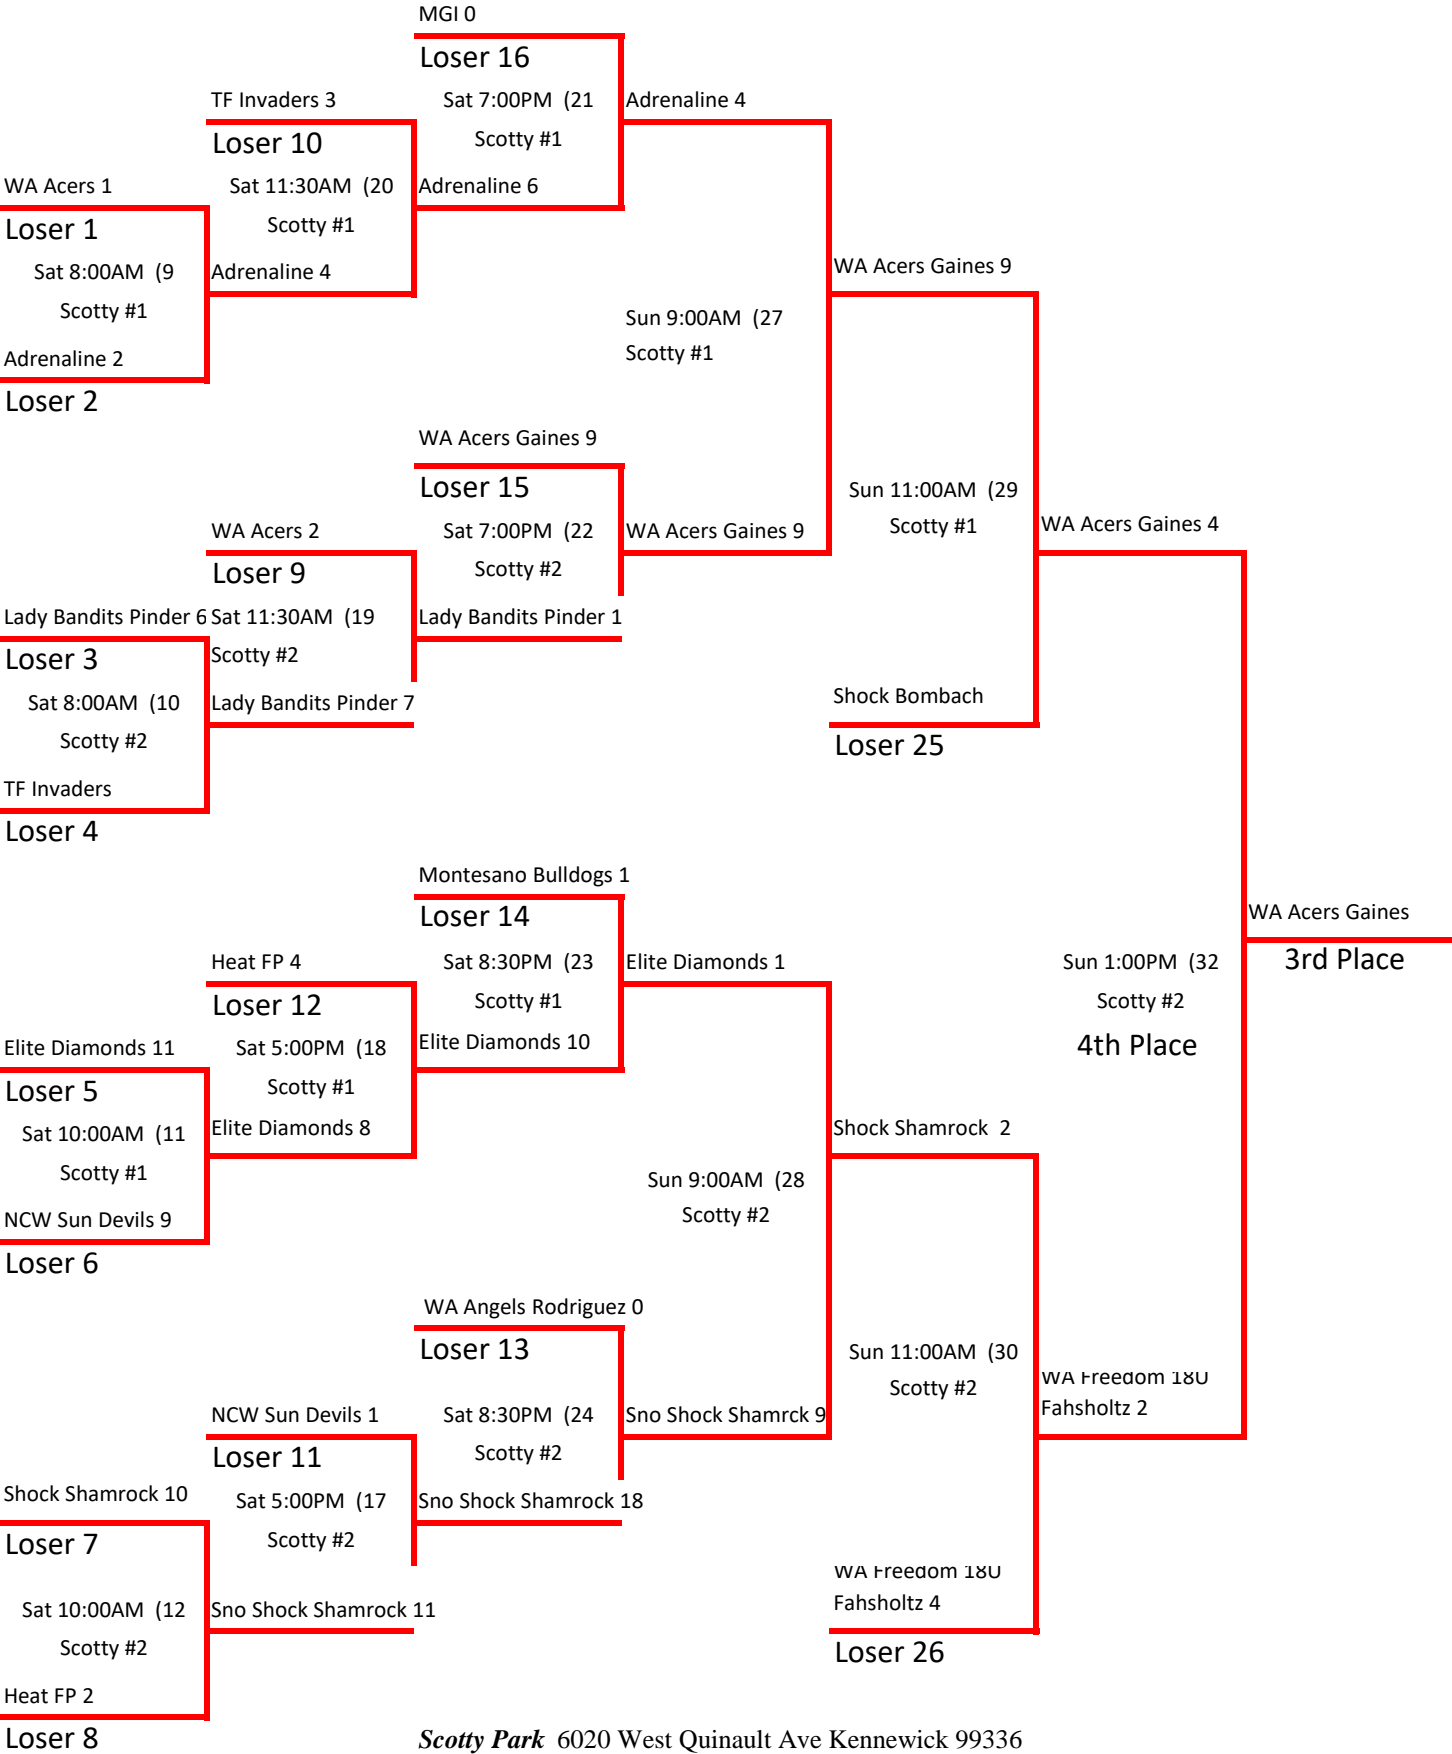 MGI 0
Loser 16
TF Invaders 3
Sat 7:00PM (21
Adrenaline 4
Loser 10
Scotty #1
WA Acers 1
Sat 11:30AM (20
Adrenaline 6
Loser 1
Scotty #1
Sat 8:00AM (9
Adrenaline 4
WA Acers Gaines 9
Scotty #1
Sun 9:00AM (27
Adrenaline 2
Scotty #1
Loser 2
WA Acers Gaines 9
Loser 15
Sun 11:00AM (29
WA Acers 2
Sat 7:00PM (22
WA Acers Gaines 9
Scotty #1
WA Acers Gaines 4
Loser 9
Scotty #2
Lady Bandits Pinder 6
Sat 11:30AM (19
Lady Bandits Pinder 1
Loser 3
Scotty #2
Sat 8:00AM (10
Lady Bandits Pinder 7
Shock Bombach
Scotty #2
Loser 25
TF Invaders
Loser 4
Montesano Bulldogs 1
Loser 14
WA Acers Gaines
Heat FP 4
Sat 8:30PM (23
Elite Diamonds 1
Sun 1:00PM (32
3rd Place
Loser 12
Scotty #1
Scotty #2
Elite Diamonds 11
Sat 5:00PM (18
Elite Diamonds 10
4th Place
Loser 5
Scotty #1
Sat 10:00AM (11
Elite Diamonds 8
Shock Shamrock 2
Scotty #1
Sun 9:00AM (28
NCW Sun Devils 9
Scotty #2
Loser 6
WA Angels Rodriguez 0
Loser 13
Sun 11:00AM (30
WA Freedom 18U
Scotty #2
Fahsholtz 2
NCW Sun Devils 1
Sat 8:30PM (24
Sno Shock Shamrck 9
Loser 11
Scotty #2
Shock Shamrock 10
Sat 5:00PM (17
Sno Shock Shamrock 18
Loser 7
Scotty #2
WA Freedom 18U
Fahsholtz 4
Sat 10:00AM (12
Sno Shock Shamrock 11
Scotty #2
Loser 26
Heat FP 2
Loser 8
Scotty Park 6020 West Quinault Ave Kennewick 99336